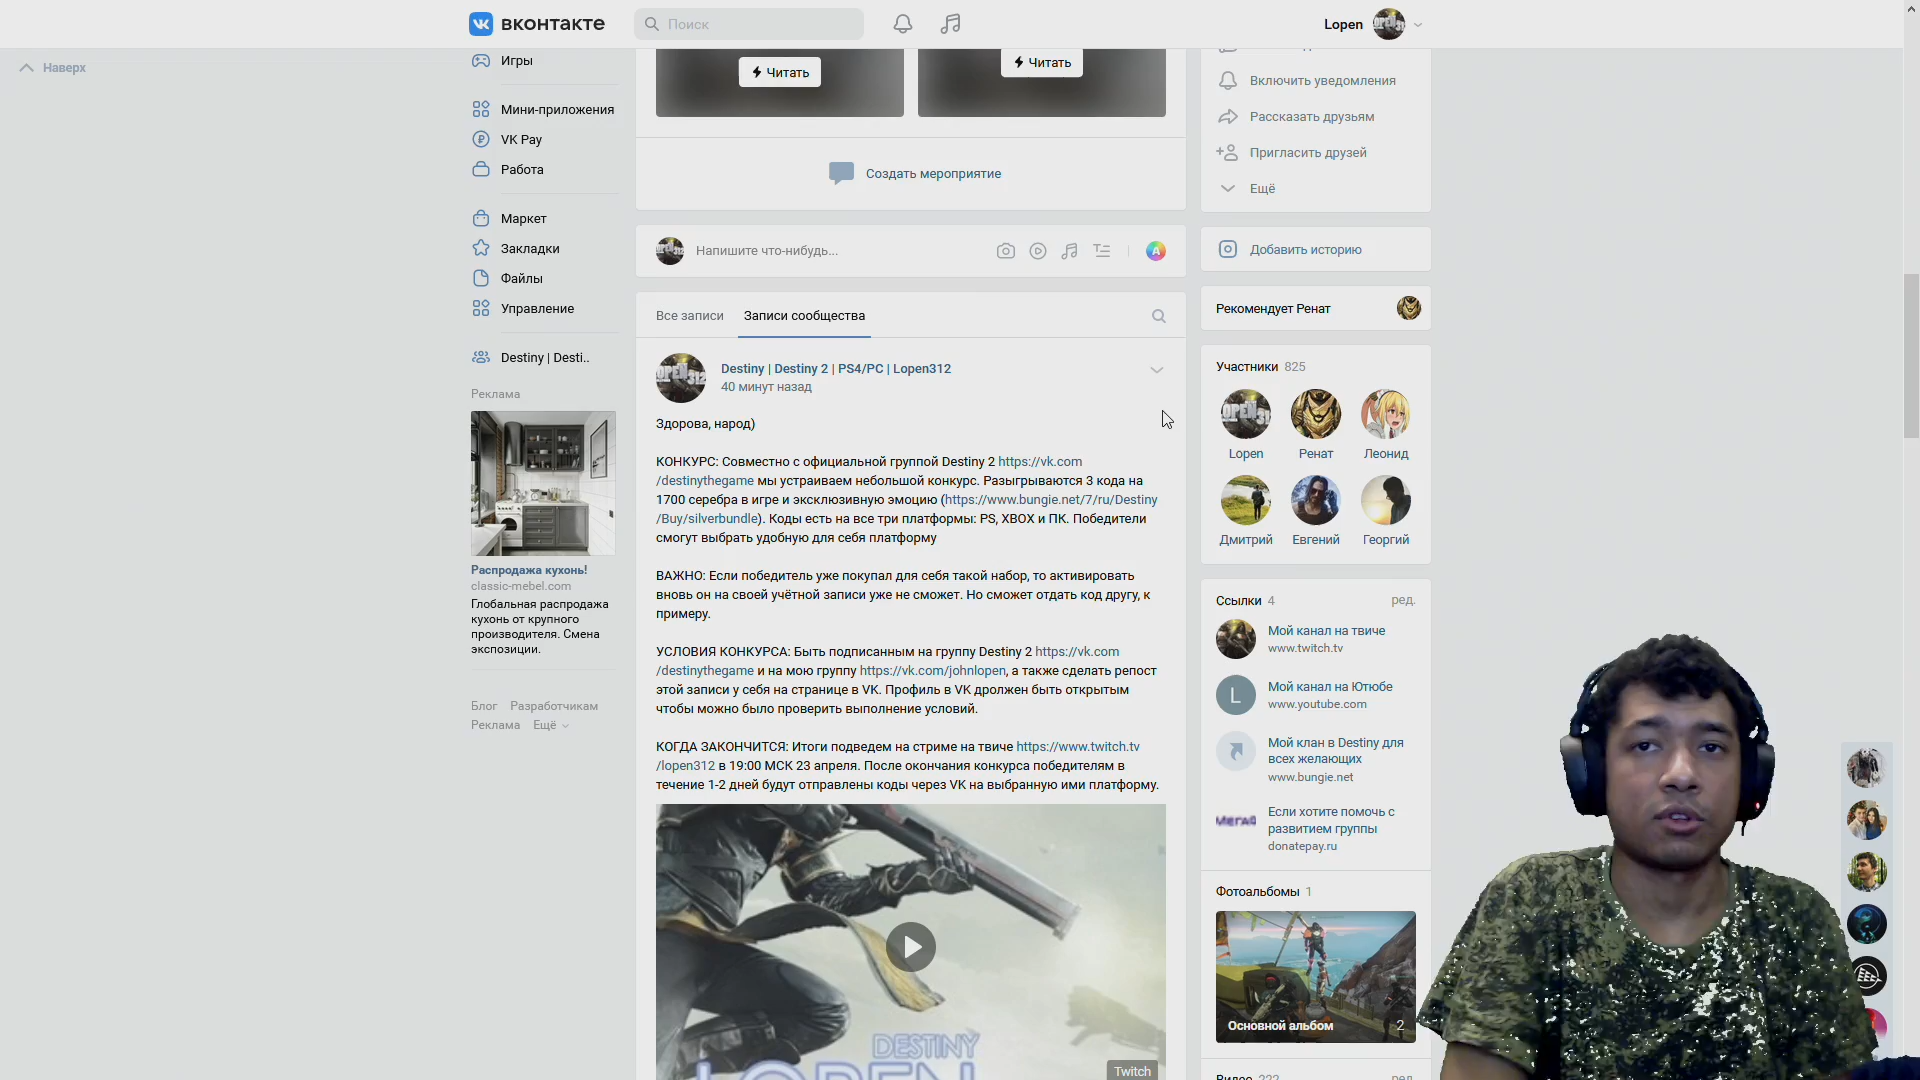 вконтакте
Поиск
Lopen
Наверх
Игры
Мини-приложения
VK Pay
Работа
Маркет
Закладки
Файлы
Управление
Destiny | Desti..
Реклама
Распродажа кухонь!
classic-mebel.com
Глобальная распродажа
кухонь от крупного
производителя. Смена
экспозиции.
Блог Разработчикам
Реклама Ещё
Читать
Читать
Создать мероприятие
Напишите что-нибудь...
Все записи Записи сообщества
Destiny | Destiny 2 | PS4/PC | Lopen312
40 минут назад
Здорова, народ)
КОНКУРС: Совместно с официальной группой Destiny 2 https://vk.com
/destinythegame мы устраиваем небольшой конкурс. Разыгрываются 3 кода на
1700 серебра в игре и эксклюзивную эмоцию (https://www.bungie.net/7/ru/Destiny
/Buy/silverbundle). Коды есть на все три платформы: PS, XBOX и ПК. Победители
смогут выбрать удобную для себя платформу
ВАЖНО: Если победитель уже покупал для себя такой набор, то активировать
вновь он на своей учётной записи уже не сможет. Но сможет отдать код другу, к
примеру.
УСЛОВИЯ КОНКУРСА: Быть подписанным на группу Destiny 2 https://vk.com
/destinythegame и на мою группу https://vk.com/johnlopen, а также сделать репост
этой записи у себя на странице в VK. Профиль в VK дролжен быть открытым
чтобы можно было проверить выполнение условий.
КОГДА ЗАКОНЧИТСЯ: Итоги подведем на стриме на твиче https://www.twitch.tv
/lopen312 в 19:00 МСК 23 апреля. После окончания конкурса победителям в
течение 1-2 дней будут отправлены коды через VK на выбранную ими платформу.
DESTINY
LOPEN
Twitch
Включить уведомления
Рассказать друзьям
Пригласить друзей
Ещё
Добавить историю
Рекомендует Ренат
Участники 825
Lopen Ренат Леонид
Дмитрий Евгений Георгий
Ссылки 4 ред.
Мой канал на твиче
www.twitch.tv
L
Мой канал на Ютюбе
www.youtube.com
Мой клан в Destiny для
всех желающих
www.bungie.net
Если хотите помочь с
развитием группы
donatepay.ru
Фотоальбомы 1
Основной альбом 2
Видео 222 ред.